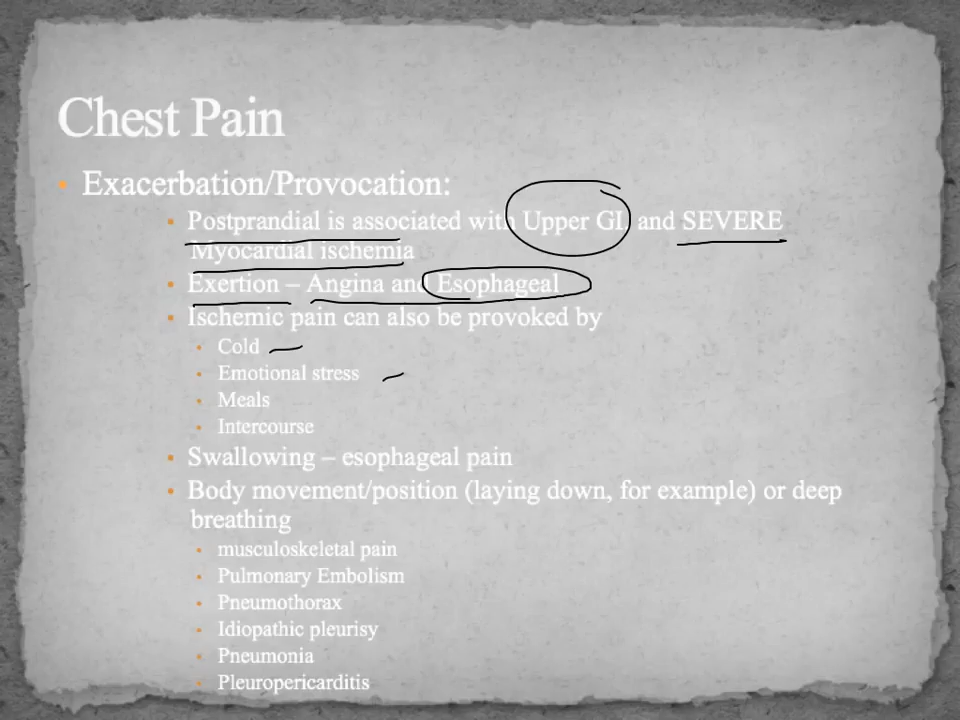 Chest Pain
• Exacerbation/Provocation:
• Postprandial is associated with Upper GI and SEVERE
Myocardial ischemia
• Exertion – Angina and Esophageal
• Ischemic pain can also be provoked by
• Cold
• Emotional stress
• Meals
• Intercourse
• Swallowing – esophageal pain
• Body movement/position (laying down, for example) or deep
breathing
• musculoskeletal pain
• Pulmonary Embolism
• Pneumothorax
• Idiopathic pleurisy
• Pneumonia
• Pleuropericarditis